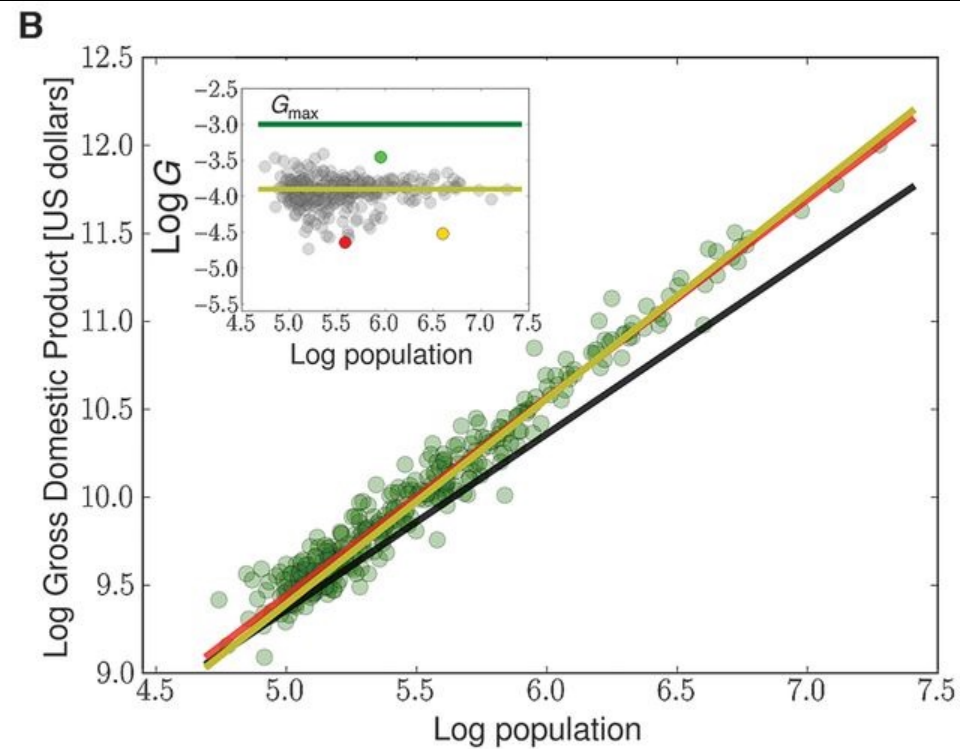 B
Log Gross Domestic Product [US dollars]
12.5
12.0
11.5
11.0
10.5
10.0
9.5
9.0
4.5 5.0 5.5 6.0 6.5 7.0 7.5
Log population
Log G
−2.5
−3.0
−3.5
−4.0
−4.5
−5.0
−5.5
Gmax
4.5 5.0 5.5 6.0 6.5 7.0 7.5
Log population